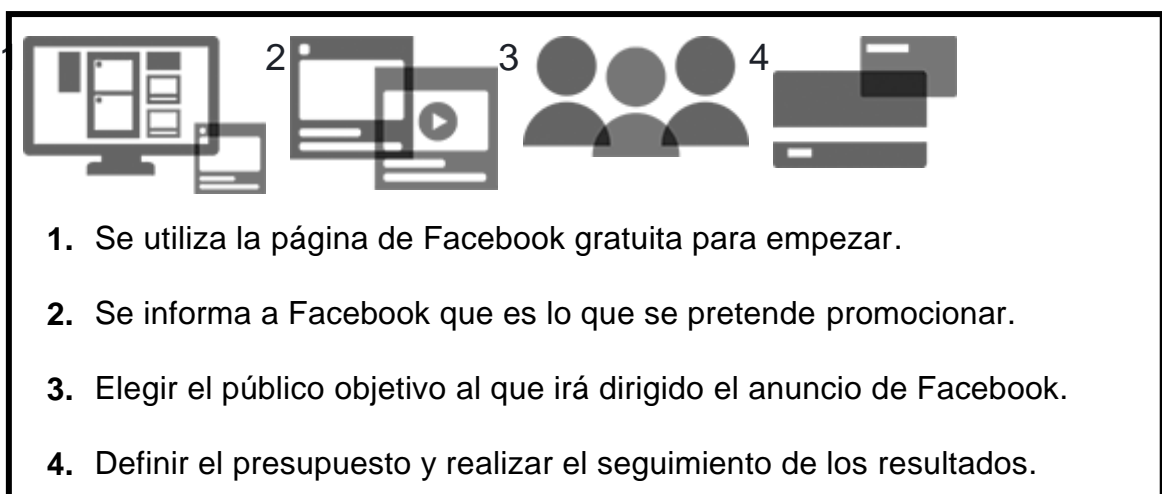 1 2 3 4
1. Se utiliza la página de Facebook gratuita para empezar.
2. Se informa a Facebook que es lo que se pretende promocionar.
3. Elegir el público objetivo al que irá dirigido el anuncio de Facebook.
4. Definir el presupuesto y realizar el seguimiento de los resultados.